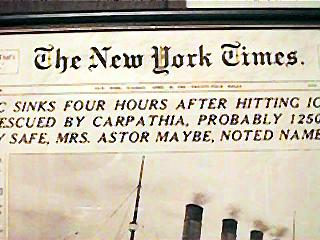 The New York Times.
C SINKS FOUR HOURS AFTER HITTING IC
ESCUED BY CARPATHIA, PROBABLY 1250
Y SAFE, MRS. ASTOR MAYBE, NOTED NAME